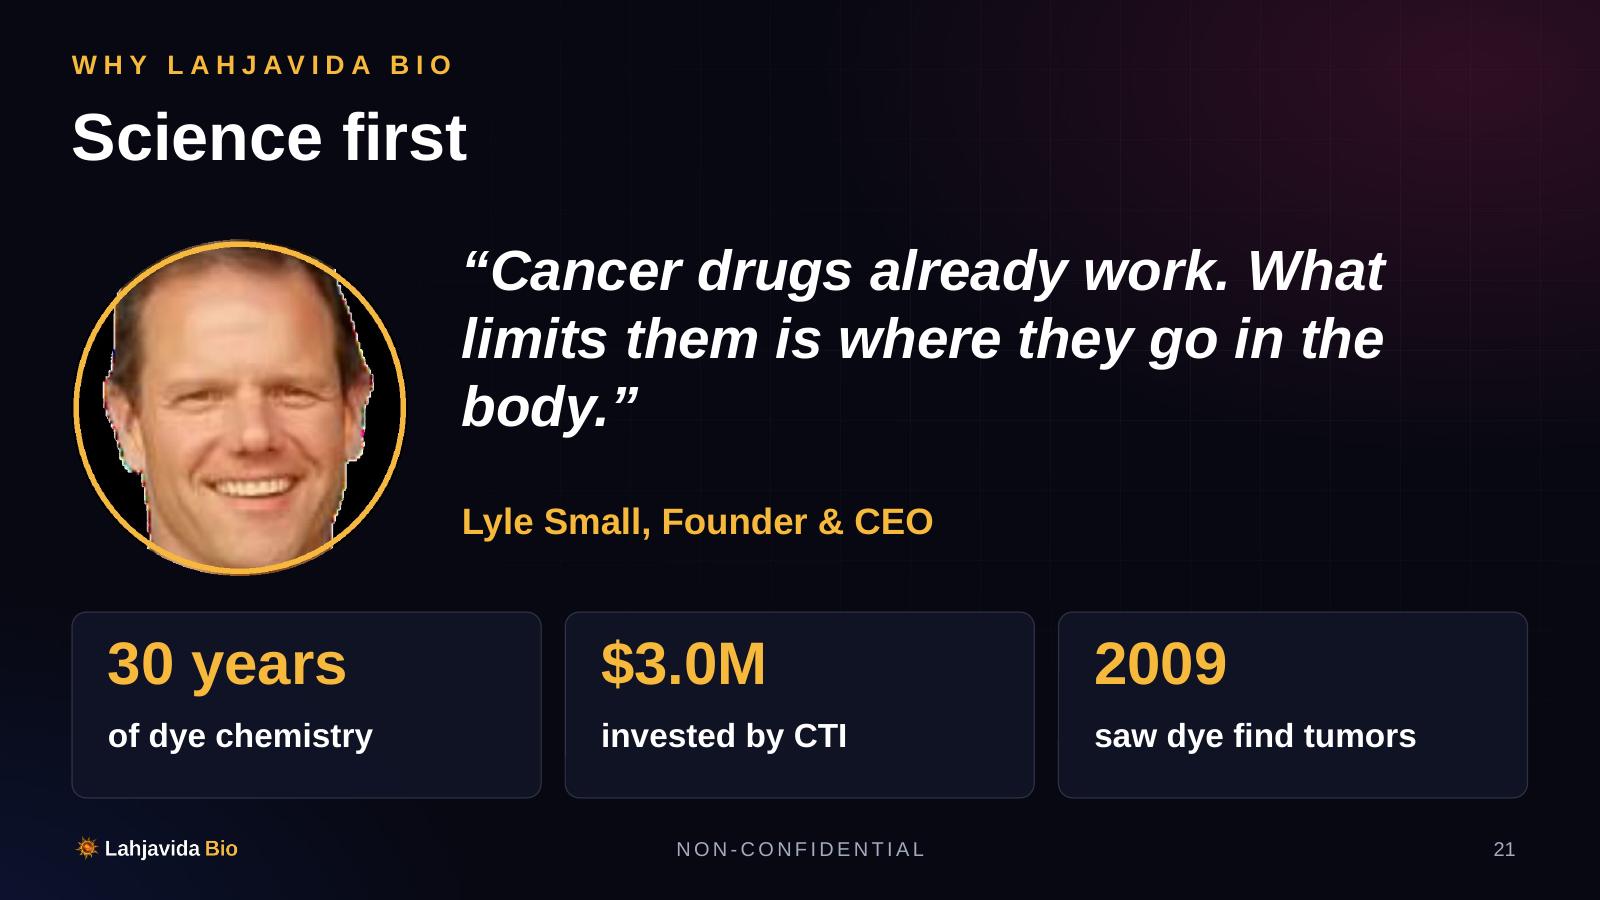 WHY LAHJAVIDA BIO
Science first
“Cancer drugs already work. What
limits them is where they go in the
body.”
Lyle Small, Founder & CEO
30 years
of dye chemistry
$3.0M
invested by CTI
2009
saw dye find tumors
Lahjavida Bio
NON-CONFIDENTIAL
21